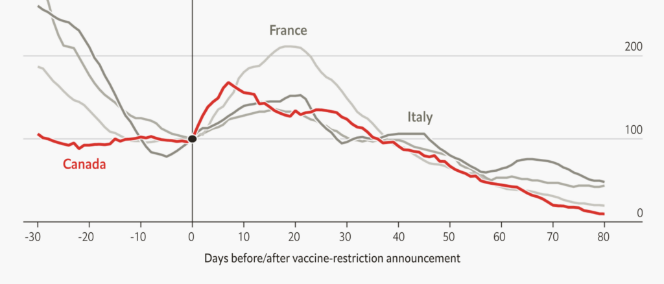 France
200
Italy
100
Canada
0
-30 -20 -10 0 10 20 30 40 50 60 70 80
Days before/after vaccine-restriction announcement